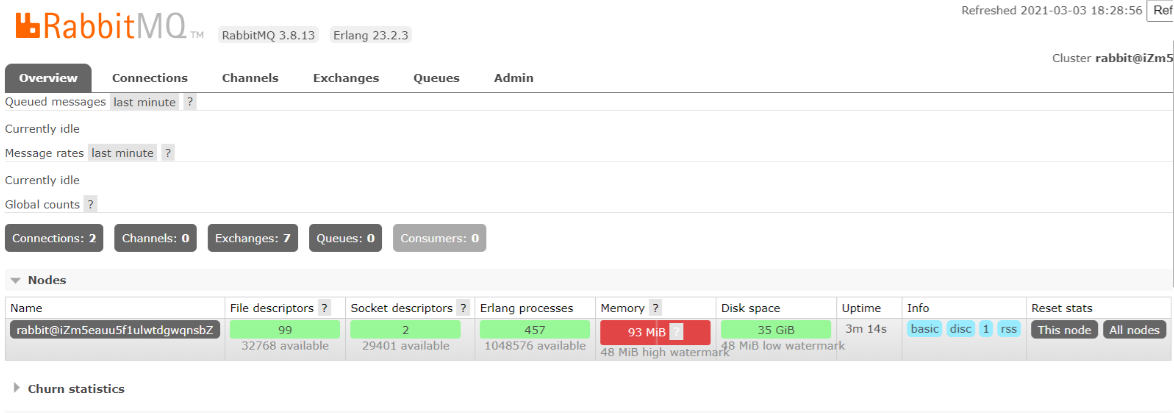 Refreshed 2021-03-03 18:28:56 Ref
RabbitMQ TM RabbitMQ 3.8.13 Erlang 23.2.3
Cluster rabbit@iZm5
Overview Connections Channels Exchanges Queues Admin
Queued messages last minute ?
Currently idle
Message rates last minute ?
Currently idle
Global counts ?
Connections: 2 Channels: 0 Exchanges: 7 Queues: 0 Consumers: 0
Nodes
Name File descriptors ? Socket descriptors ? Erlang processes Memory ? Disk space Uptime Info Reset stats
rabbit@iZm5eauu5f1ulwtdgwqnsbZ 99 2 457 93 MiB ? 35 GiB 3m 14s basic disc 1 rss This node All nodes
32768 available 29401 available 1048576 available 48 MiB high watermark 48 MiB low watermark
Churn statistics